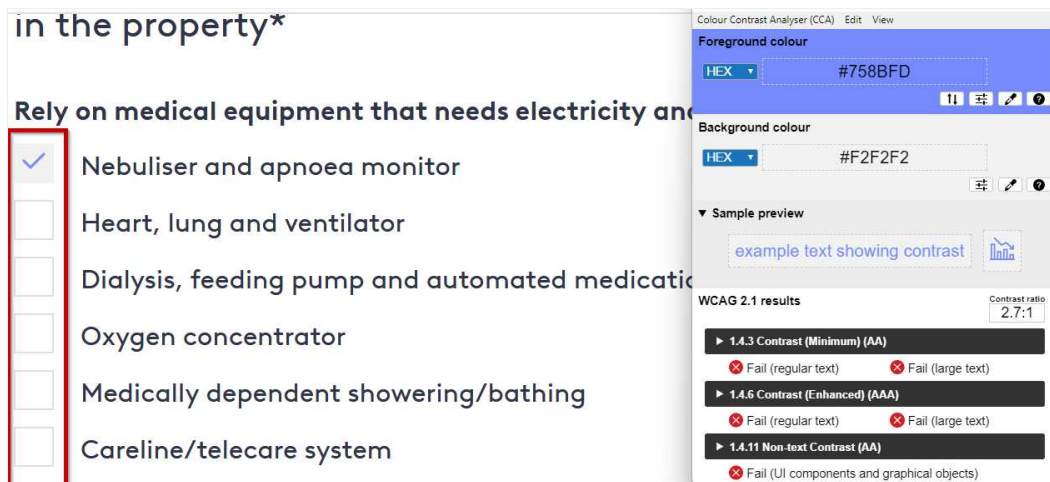 in the property*
Rely on medical equipment that needs electricity and
Nebuliser and apnoea monitor
Heart, lung and ventilator
Dialysis, feeding pump and automated medicatic
Oxygen concentrator
Medically dependent showering/bathing
Careline/telecare system
Colour Contrast Analyser (CCA) Edit View
Foreground colour
HEX ▼ #758BFD
Background colour
HEX ▼ #F2F2F2
▼ Sample preview
example text showing contrast
WCAG 2.1 results
Contrast ratio
2.7:1
▶ 1.4.3 Contrast (Minimum) (AA)
Fail (regular text) Fail (large text)
▶ 1.4.6 Contrast (Enhanced) (AAA)
Fail (regular text) Fail (large text)
▶ 1.4.11 Non-text Contrast (AA)
Fail (UI components and graphical objects)